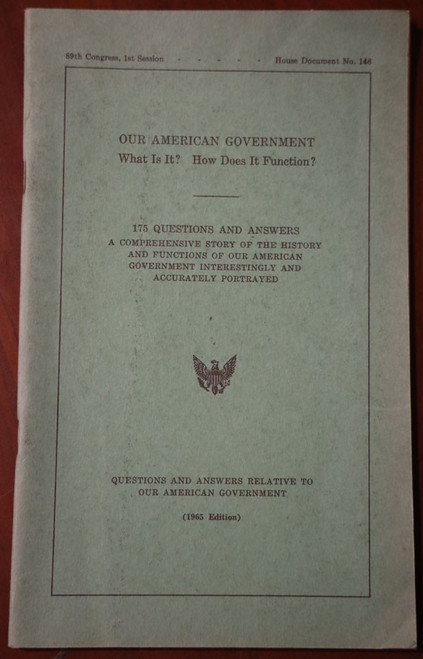 89th Congress, 1st Session - - - - - House Document No. 148
OUR AMERICAN GOVERNMENT
What Is It? How Does It Function?
175 QUESTIONS AND ANSWERS
A COMPREHENSIVE STORY OF THE HISTORY
AND FUNCTIONS OF OUR AMERICAN
GOVERNMENT INTERESTINGLY AND
ACCURATELY PORTRAYED
QUESTIONS AND ANSWERS RELATIVE TO
OUR AMERICAN GOVERNMENT
(1965 Edition)